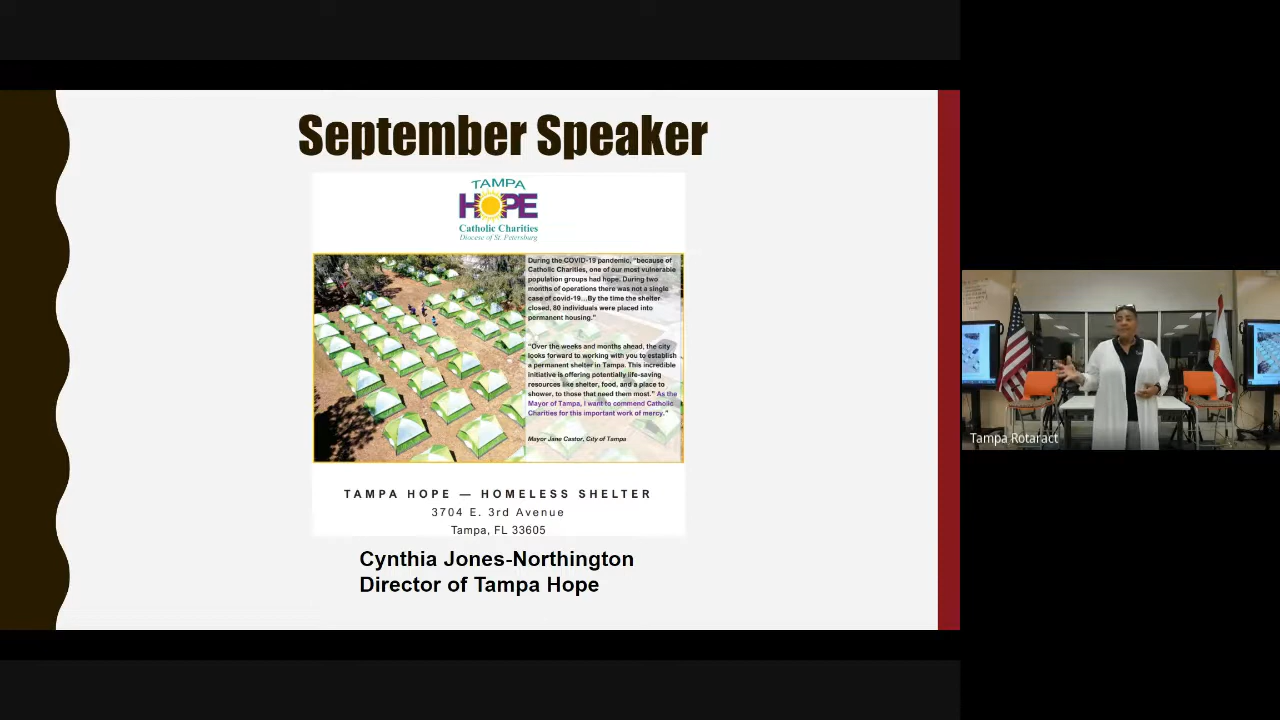 September Speaker
TAMPA
HOPE
Catholic Charities
Diocese of St. Petersburg
During the COVID-19 pandemic, "because of
Catholic Charities, one of our most vulnerable
population groups had hope. During two
months of operations there was not a single
case of covid-19…By the time the shelter
closed, 80 individuals were placed into
permanent housing."
"Over the weeks and months ahead, the city
looks forward to working with you to establish
a permanent shelter in Tampa. This incredible
initiative is offering potentially life-saving
resources like shelter, food, and a place to
shower, to those that need them most." As the
Mayor of Tampa, I want to commend Catholic
Charities for this important work of mercy."
Mayor Jane Castor, City of Tampa
TAMPA HOPE — HOMELESS SHELTER
3704 E. 3rd Avenue
Tampa, FL 33605
Cynthia Jones-Northington
Director of Tampa Hope
Tampa Rotaract